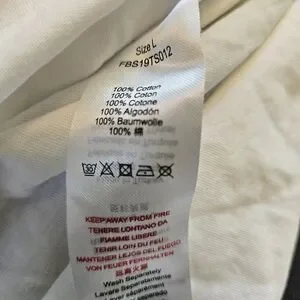 Size L
FBS19TS012
100% Cotton
100% Coton
100% Cotone
100% Algodón
100% Baumwolle
100% 棉
KEEP AWAY FROM FIRE
TENERE LONTANO DA
FIAMME LIBERE
TENIR LOIN DU FEU
MANTENER LEJOS DEL FUEGO
VON FEUER FERNHALTEN
远离火源
Wash Separately
Lavare Separatamente
Laver séparément